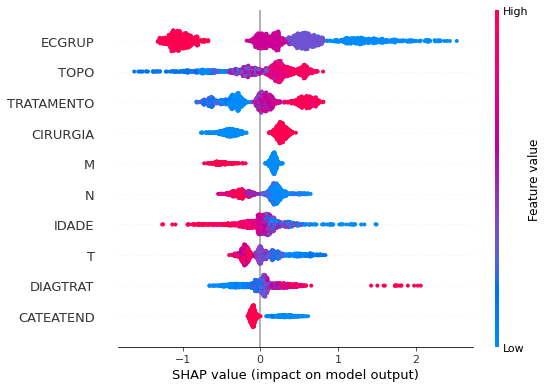 High
ECGRUP
TOPO
TRATAMENTO
CIRURGIA
M
N
IDADE
T
DIAGTRAT
CATEATEND
Feature value
Low
−1 0 1 2
SHAP value (impact on model output)